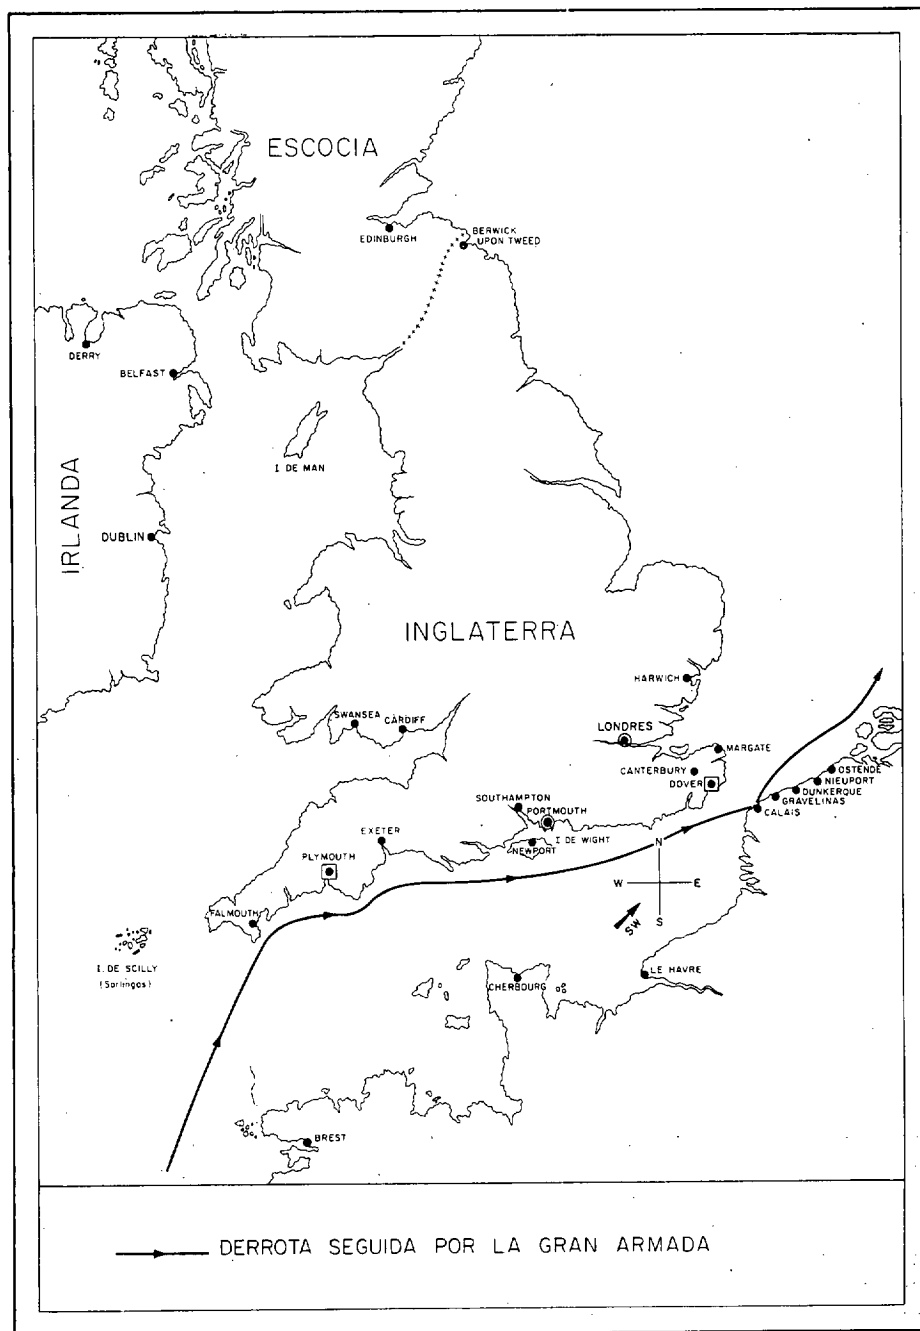 ESCOCIA
EDINBURGH
BERWICK
UPON TWEED
DERRY
BELFAST
I. DE MAN
IRLANDA
DUBLIN
INGLATERRA
HARWICH
SWANSEA
CARDIFF
LONDRES
MARGATE
CANTERBURY
DOVER
OSTENDE
NIEUPORT
DUNKERQUE
GRAVELINAS
CALAIS
SOUTHAMPTON
PORTMOUTH
EXETER
I DE WIGHT
NEWPORT
PLYMOUTH
N
W
E
S
SW
FALMOUTH
I. DE SCILLY
(Sorlingas)
CHERBOURG
LE HAVRE
BREST
DERROTA SEGUIDA POR LA GRAN ARMADA